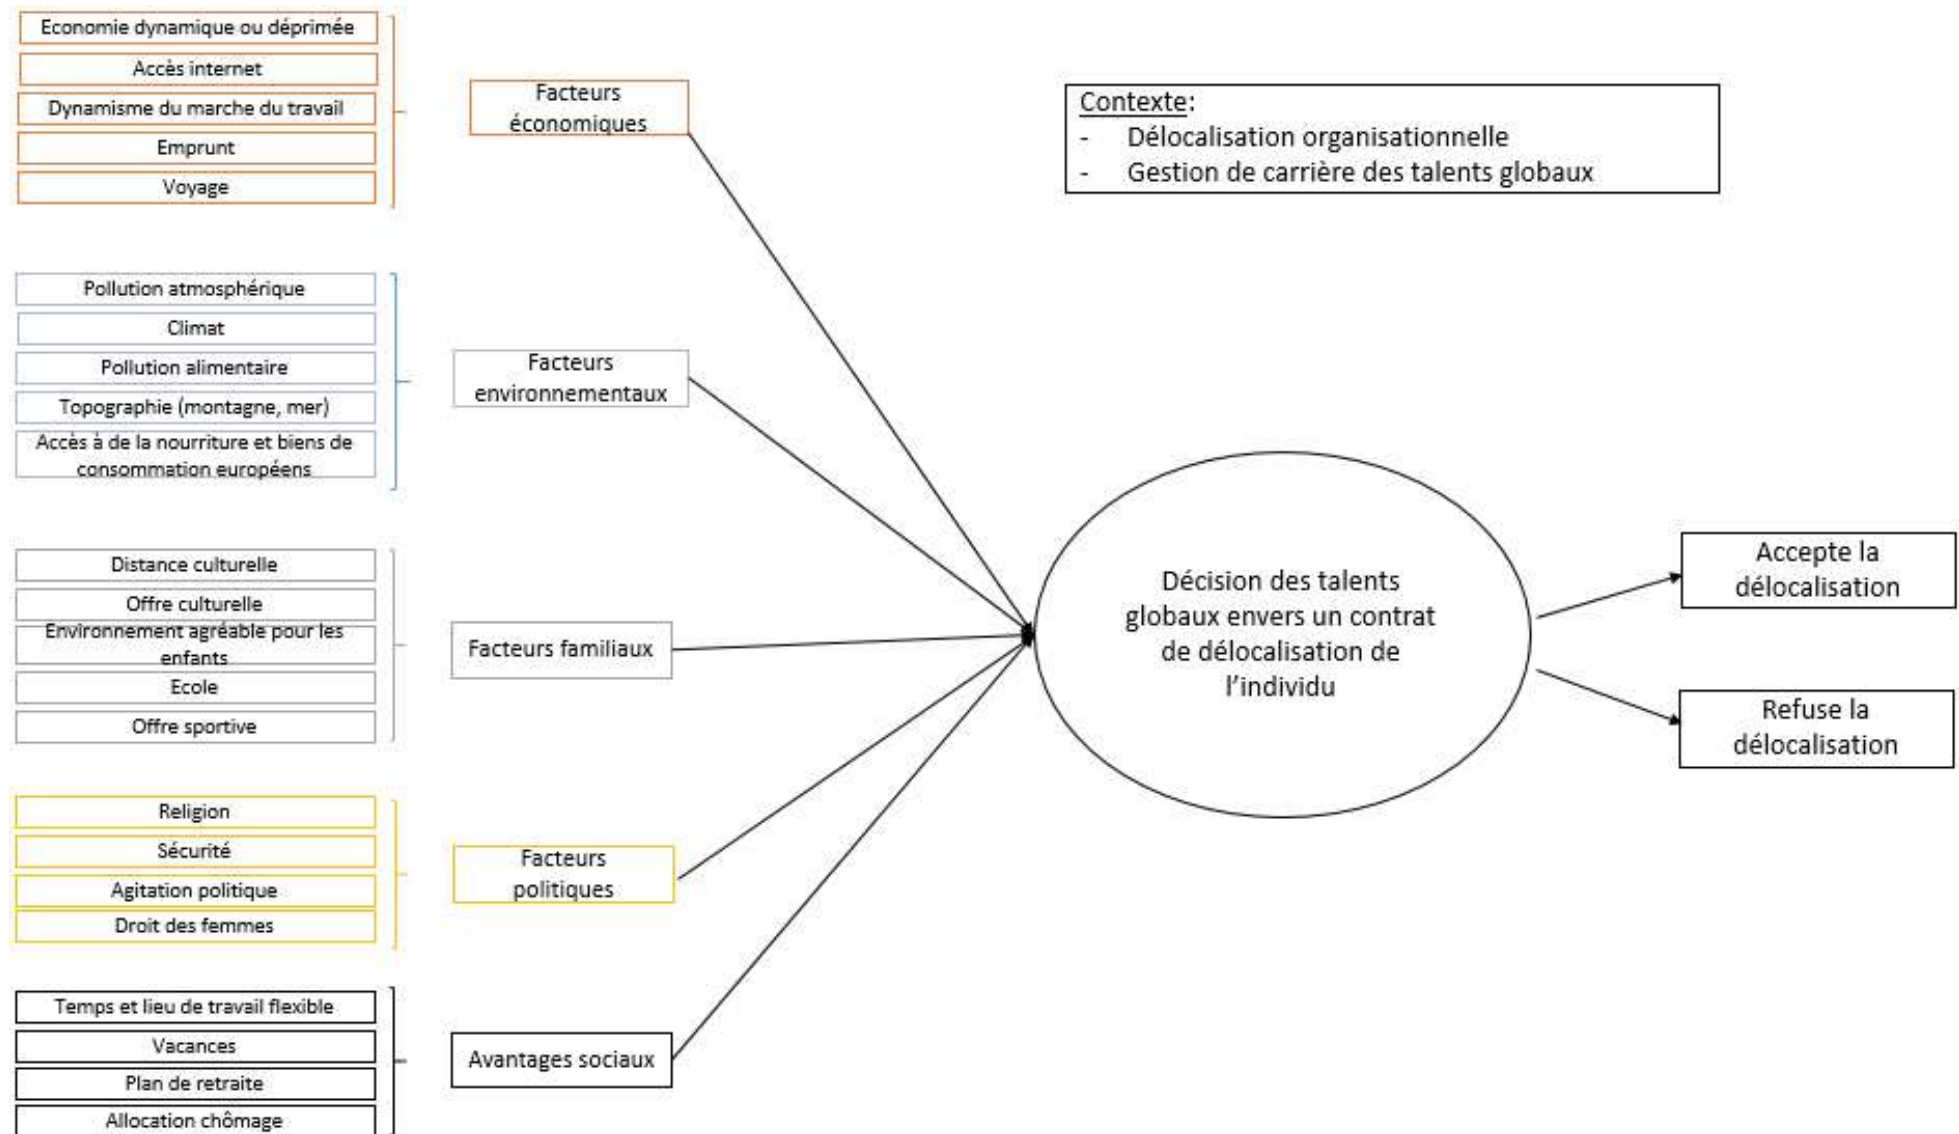 Economie dynamique ou déprimée
Accès internet
Dynamisme du marche du travail
Emprunt
Voyage
Facteurs
économiques
Contexte:
- Délocalisation organisationnelle
- Gestion de carrière des talents globaux
Pollution atmosphérique
Climat
Pollution alimentaire
Topographie (montagne, mer)
Accès à de la nourriture et biens de
consommation européens
Facteurs
environnementaux
Distance culturelle
Offre culturelle
Environnement agréable pour les
enfants
Ecole
Offre sportive
Facteurs familiaux
Décision des talents
globaux envers un contrat
de délocalisation de
l'individu
Accepte la
délocalisation
Refuse la
délocalisation
Religion
Sécurité
Agitation politique
Droit des femmes
Facteurs
politiques
Temps et lieu de travail flexible
Vacances
Plan de retraite
Allocation chômage
Avantages sociaux